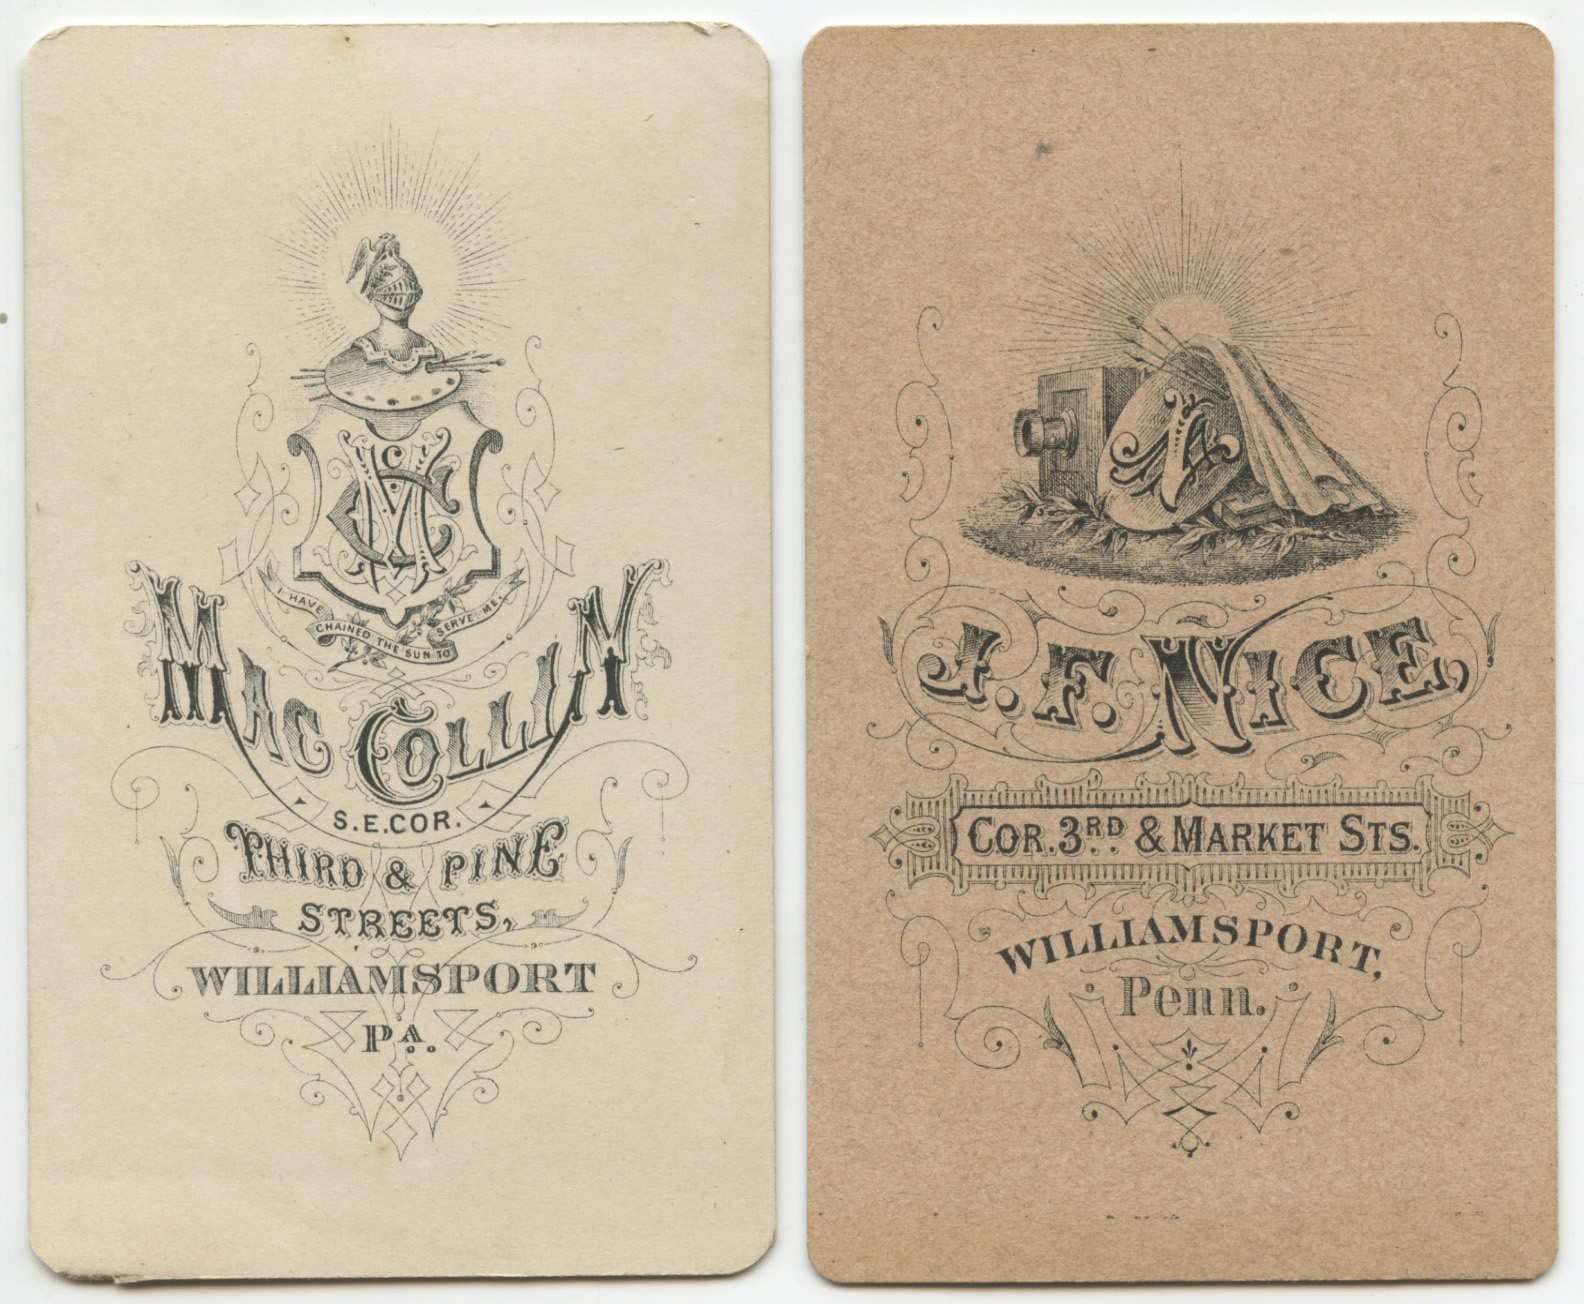 I HAVE
CHAINED THE SUN TO
SERVE ME.
MAC COLLIN
S.E.COR.
THIRD & PINE
STREETS,
WILLIAMSPORT
PA.
J. F. NICE,
COR. 3RD & MARKET STS.
WILLIAMSPORT,
Penn.